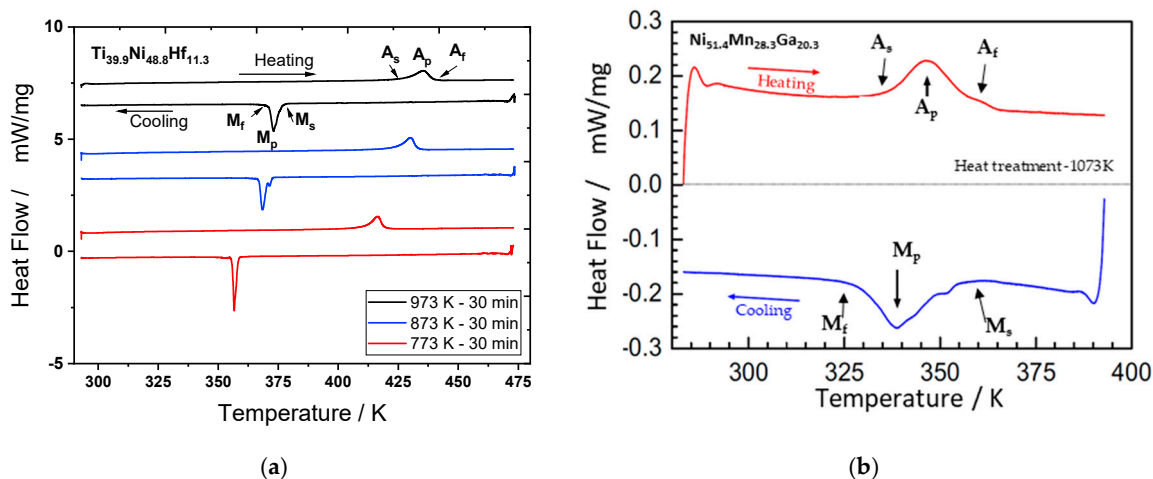 10
5
0
-5
Heat Flow / mW/mg
Ti39.9Ni48.8Hf11.3
Heating
As
Ap
Af
Cooling
Mf
Mp
Ms
973 K - 30 min
873 K - 30 min
773 K - 30 min
300 325 350 375 400 425 450 475
Temperature / K
(a)
0.3
0.2
0.1
0.0
-0.1
-0.2
-0.3
Heat Flow / mW/mg
Ni51.4Mn28.3Ga20.3
Heating
As
Af
Ap
Heat treatment -1073K
Mp
Cooling
Mf
Ms
300 325 350 375 400
Temperature / K
(b)